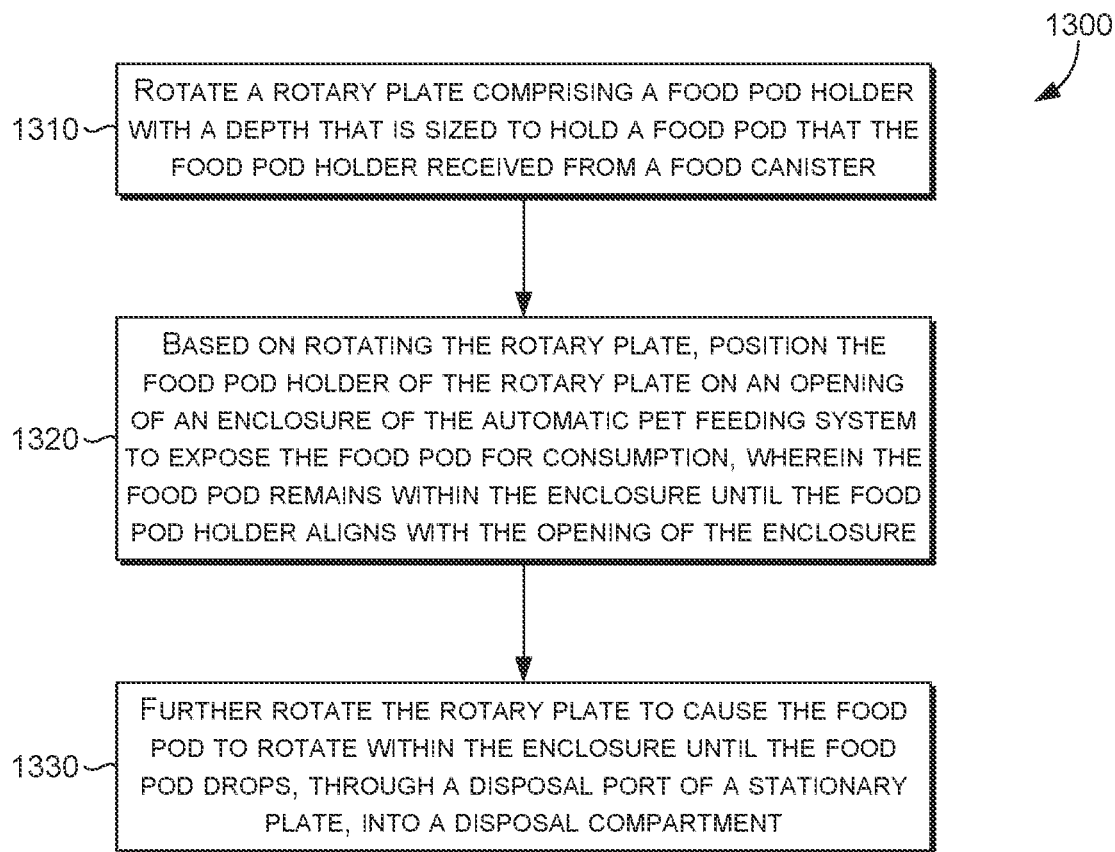 1300
1310
ROTATE A ROTARY PLATE COMPRISING A FOOD POD HOLDER
WITH A DEPTH THAT IS SIZED TO HOLD A FOOD POD THAT THE
FOOD POD HOLDER RECEIVED FROM A FOOD CANISTER
1320
BASED ON ROTATING THE ROTARY PLATE, POSITION THE
FOOD POD HOLDER OF THE ROTARY PLATE ON AN OPENING
OF AN ENCLOSURE OF THE AUTOMATIC PET FEEDING SYSTEM
TO EXPOSE THE FOOD POD FOR CONSUMPTION, WHEREIN THE
FOOD POD REMAINS WITHIN THE ENCLOSURE UNTIL THE FOOD
POD HOLDER ALIGNS WITH THE OPENING OF THE ENCLOSURE
1330
FURTHER ROTATE THE ROTARY PLATE TO CAUSE THE FOOD
POD TO ROTATE WITHIN THE ENCLOSURE UNTIL THE FOOD
POD DROPS, THROUGH A DISPOSAL PORT OF A STATIONARY
PLATE, INTO A DISPOSAL COMPARTMENT